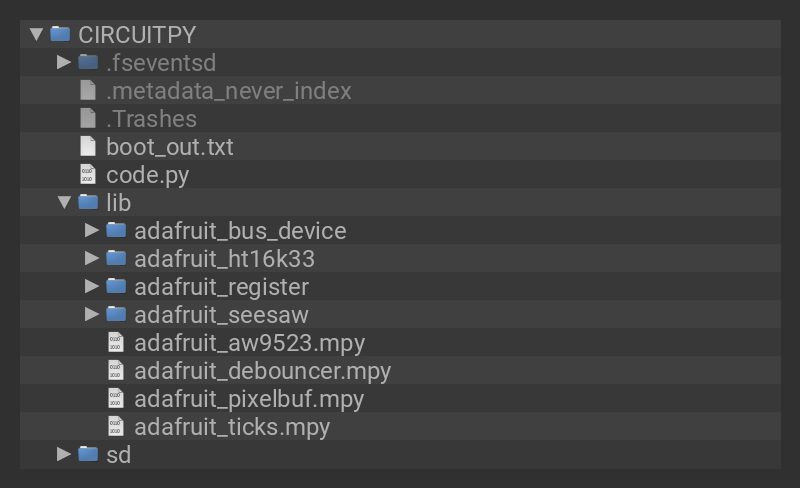 CIRCUITPY
.fseventsd
.metadata_never_index
.Trashes
boot_out.txt
code.py
lib
adafruit_bus_device
adafruit_ht16k33
adafruit_register
adafruit_seesaw
adafruit_aw9523.mpy
adafruit_debouncer.mpy
adafruit_pixelbuf.mpy
adafruit_ticks.mpy
sd